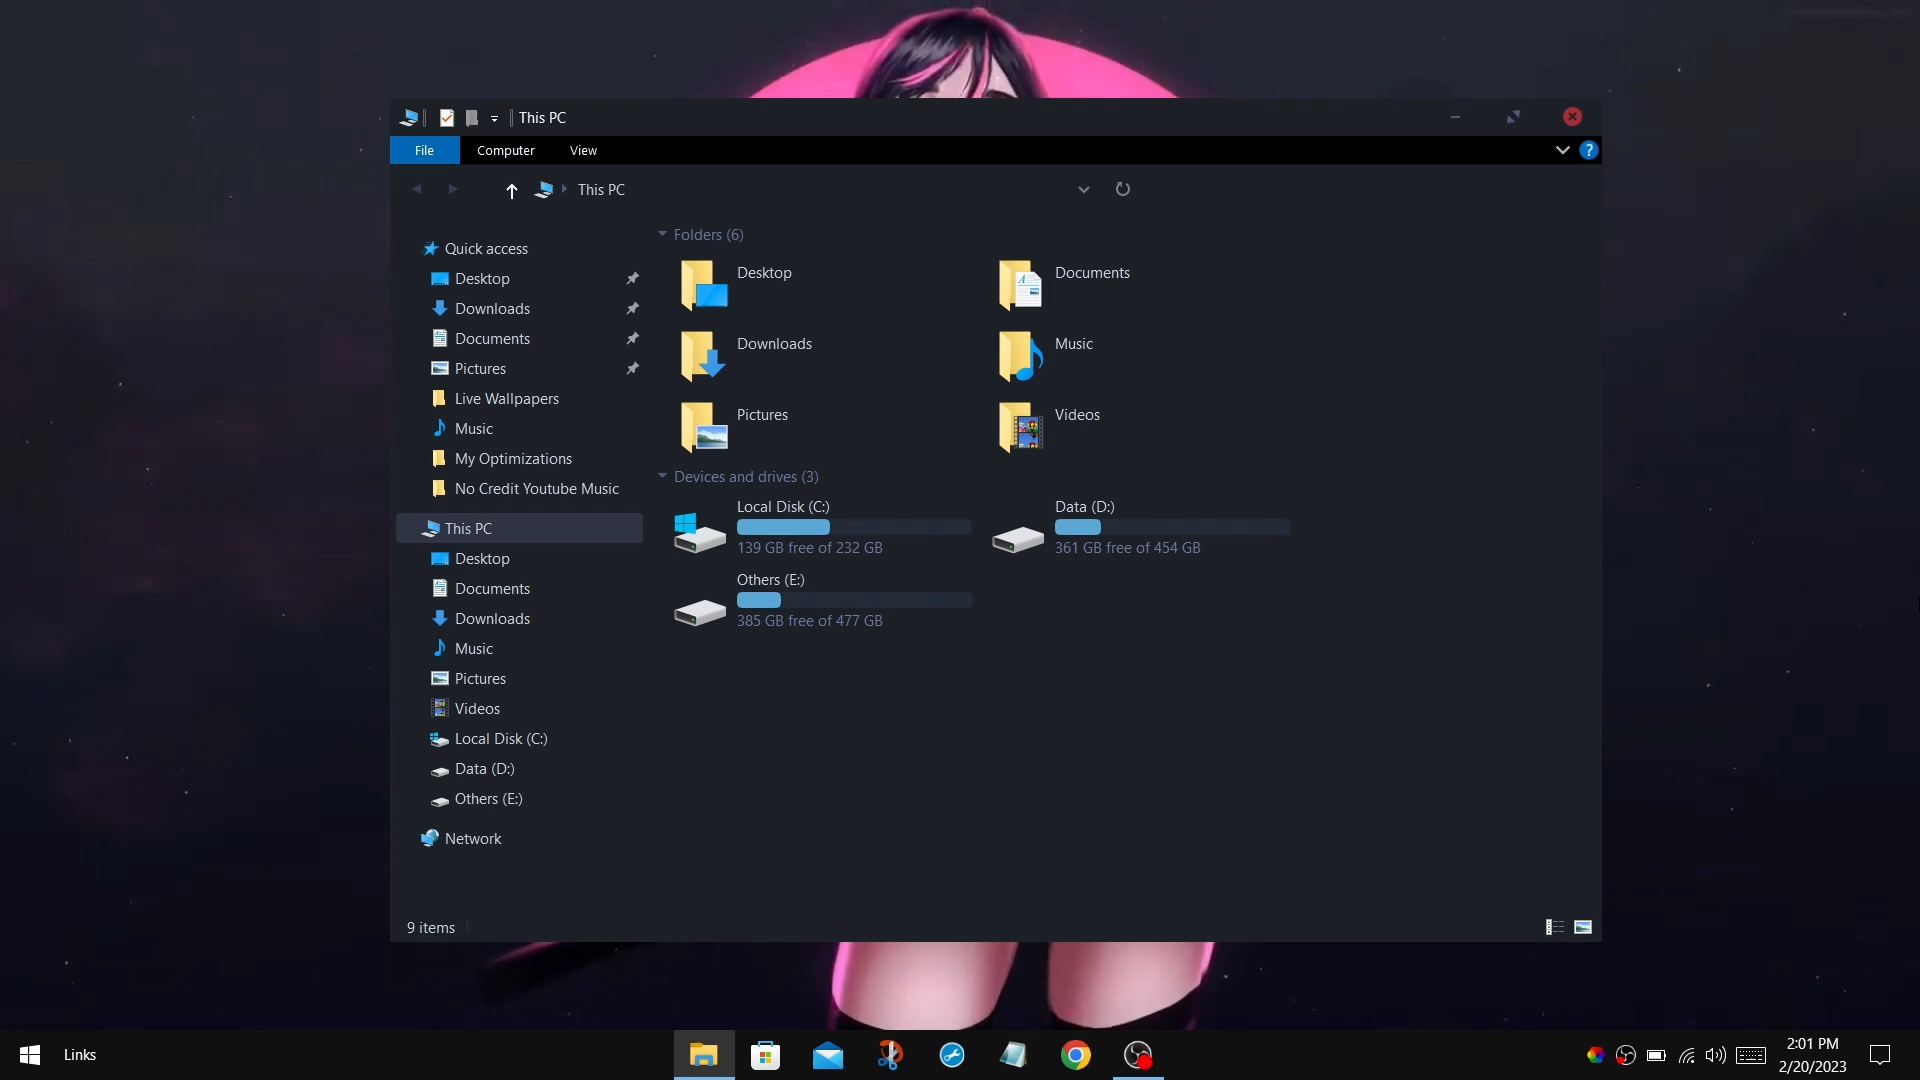 This PC
File
Computer
View
?
This PC
Quick access
Desktop
Downloads
Documents
Pictures
Live Wallpapers
Music
My Optimizations
No Credit Youtube Music
This PC
Desktop
Documents
Downloads
Music
Pictures
Videos
Local Disk (C:)
Data (D:)
Others (E:)
Network
Folders (6)
Desktop
Documents
Downloads
Music
Pictures
Videos
Devices and drives (3)
Local Disk (C:)
139 GB free of 232 GB
Data (D:)
361 GB free of 454 GB
Others (E:)
385 GB free of 477 GB
9 items
Links
2:01 PM
2/20/2023